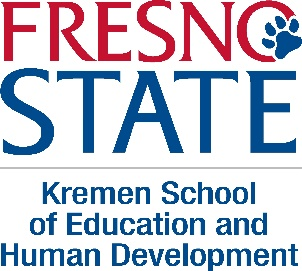 FRESNO
STATE
Kremen School
of Education and
Human Development